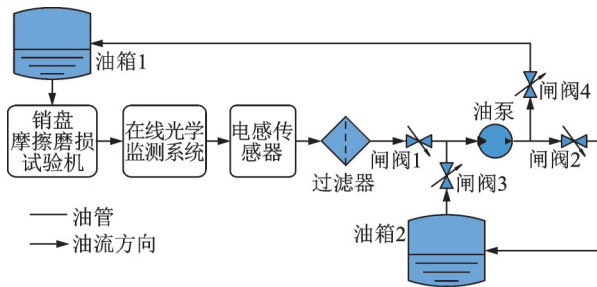 油箱1
销盘
摩擦磨损
试验机
在线光学
监测系统
电感传
感器
过滤器
闸阀1
油泵
闸阀4
闸阀2
闸阀3
油箱2
油管
油流方向